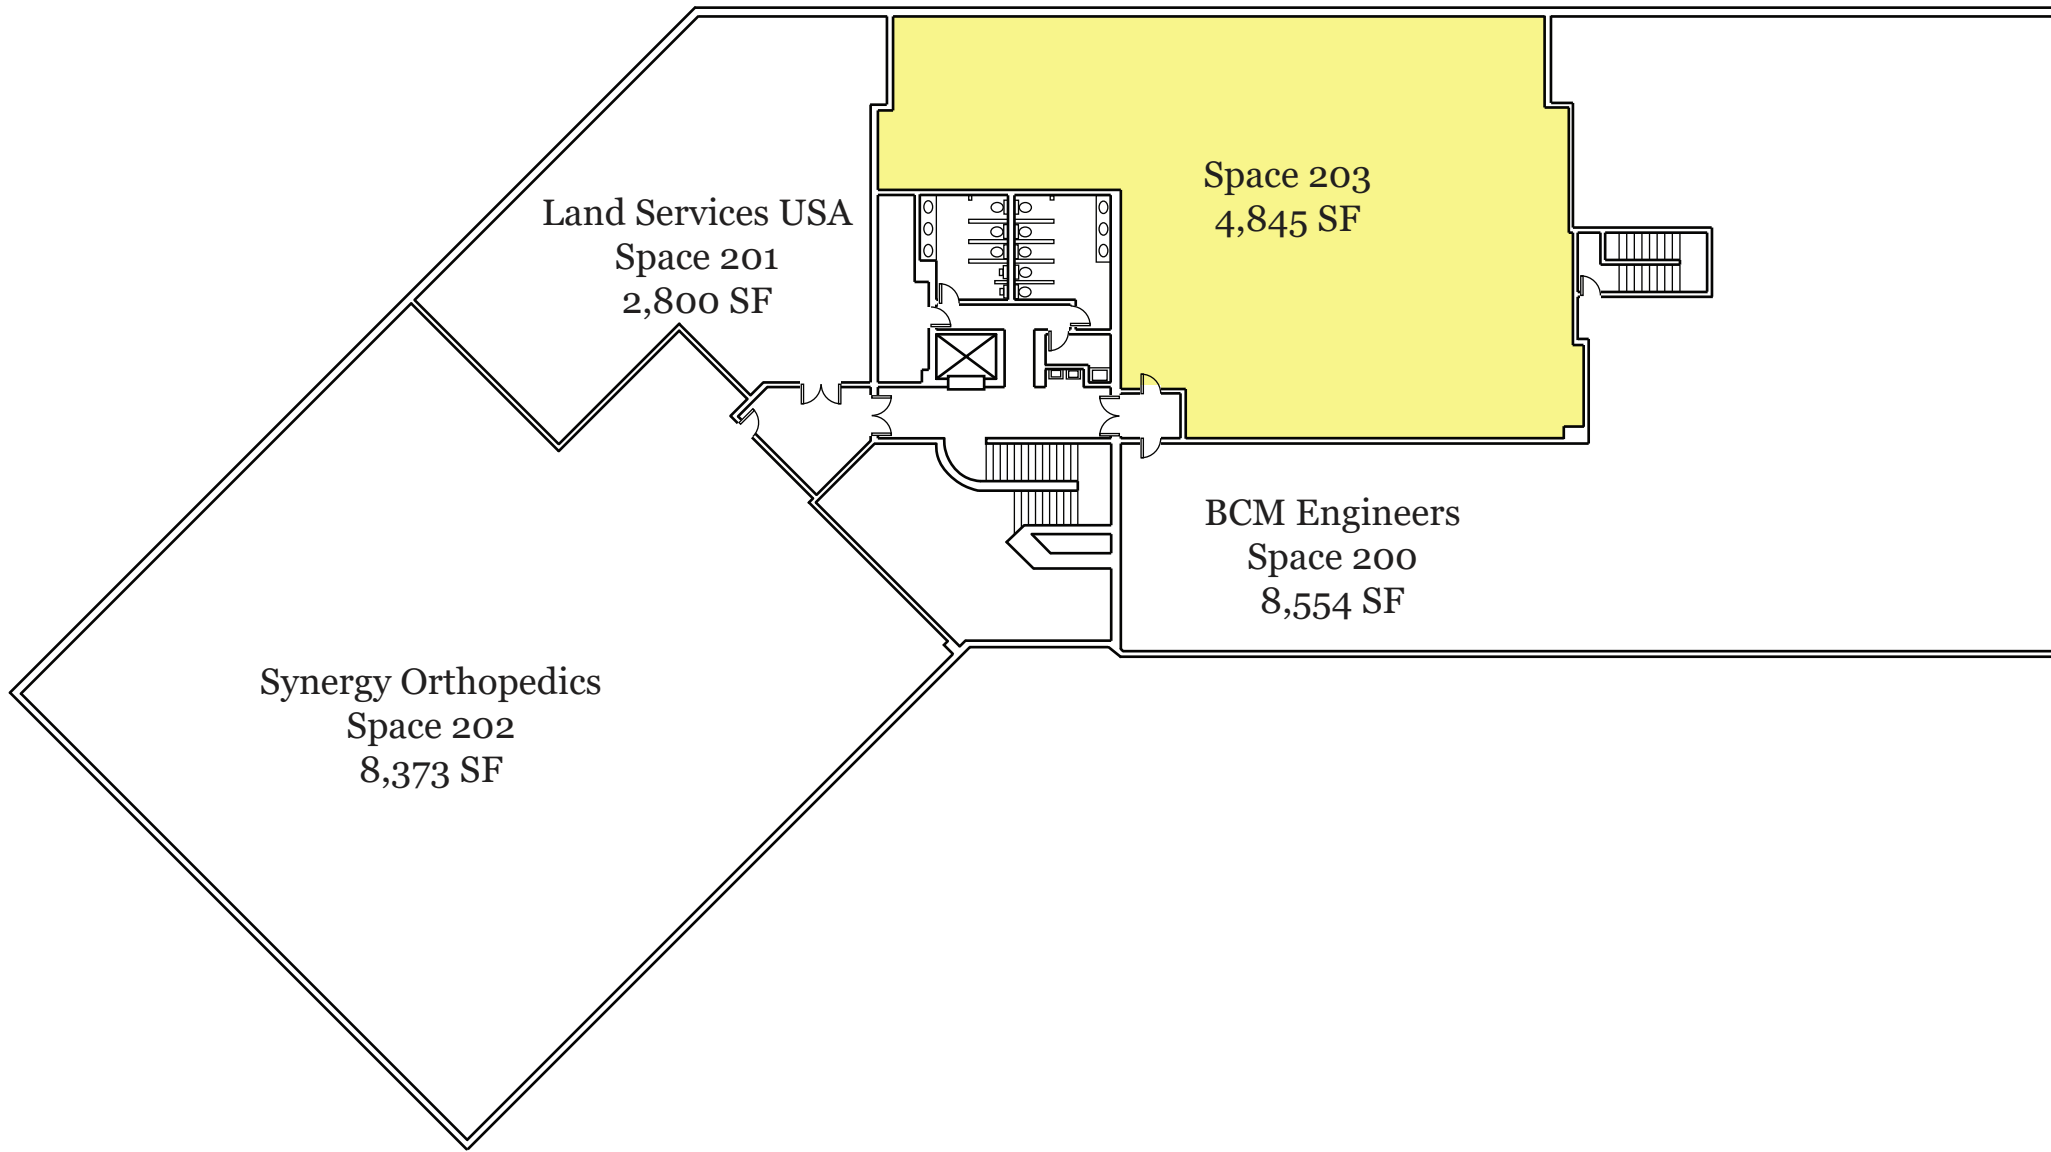 Space 203
4,845 SF
Land Services USA
Space 201
2,800 SF
BCM Engineers
Space 200
8,554 SF
Synergy Orthopedics
Space 202
8,373 SF